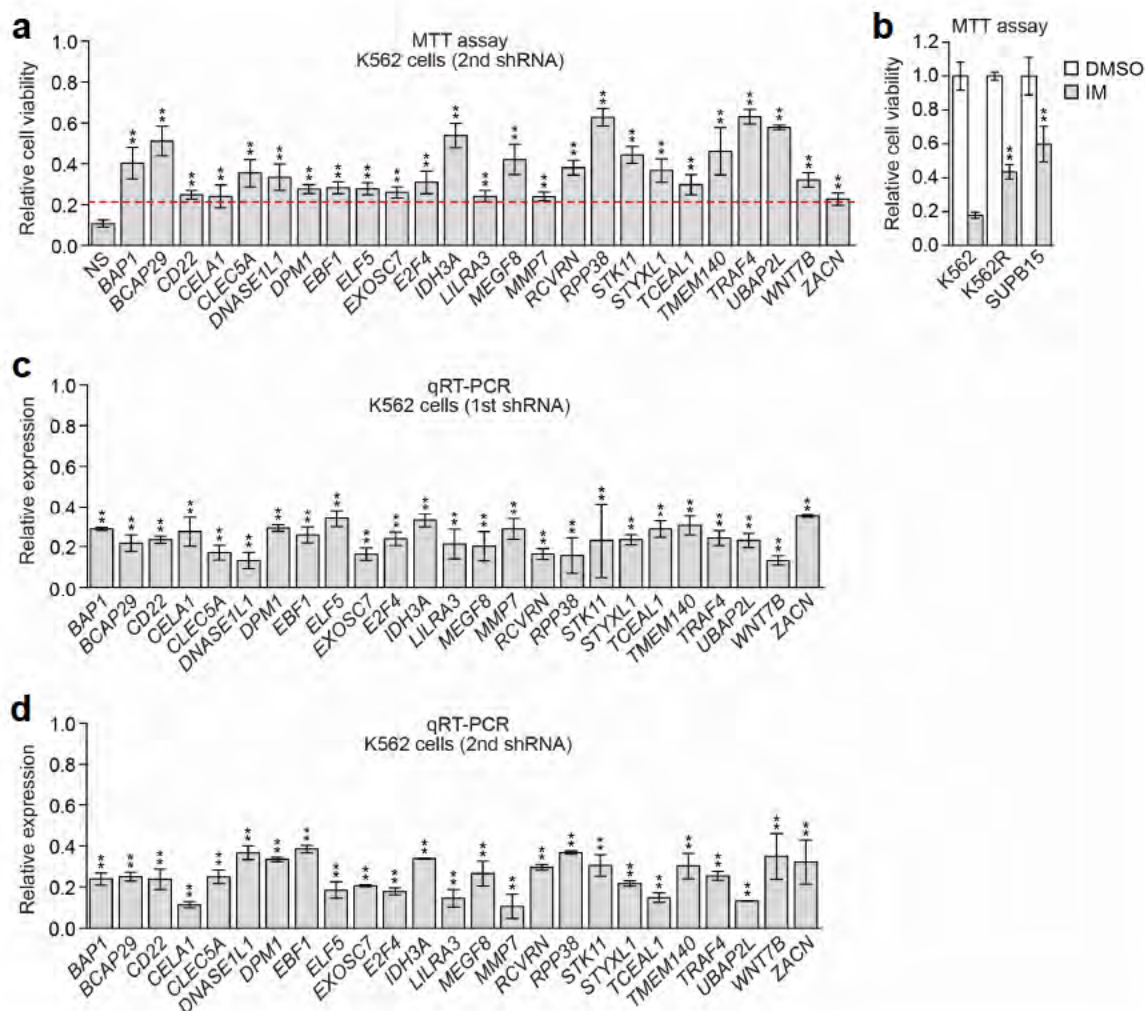 a
MTT assay
K562 cells (2nd shRNA)
Relative cell viability
1.0
0.8
0.6
0.4
0.2
0.0
** ** ** ** ** ** ** ** ** ** ** ** ** ** ** ** ** ** ** ** ** ** ** ** **
NS BAP1 BCAP29 CD22 CELA1 CLEC5A DNASE1L1 DPM1 EBF1 ELF5 EXOSC7 E2F4 IDH3A LILRA3 MEGF8 MMP7 RCVRN RPP38 STK11 STYXL1 TCEAL1 TMEM140 TRAF4 UBAP2L WNT7B ZACN
b
MTT assay
Relative cell viability
1.2
1.0
0.8
0.6
0.4
0.2
0.0
** **
DMSO
IM
K562 K562R SUPB15
c
qRT-PCR
K562 cells (1st shRNA)
Relative expression
1.0
0.8
0.6
0.4
0.2
0.0
** ** ** ** ** ** ** ** ** ** ** ** ** ** ** ** ** ** ** ** ** ** ** ** **
BAP1 BCAP29 CD22 CELA1 CLEC5A DNASE1L1 DPM1 EBF1 ELF5 EXOSC7 E2F4 IDH3A LILRA3 MEGF8 MMP7 RCVRN RPP38 STK11 STYXL1 TCEAL1 TMEM140 TRAF4 UBAP2L WNT7B ZACN
d
qRT-PCR
K562 cells (2nd shRNA)
Relative expression
1.0
0.8
0.6
0.4
0.2
0.0
** ** ** ** ** ** ** ** ** ** ** ** ** ** ** ** ** ** ** ** ** ** ** ** **
BAP1 BCAP29 CD22 CELA1 CLEC5A DNASE1L1 DPM1 EBF1 ELF5 EXOSC7 E2F4 IDH3A LILRA3 MEGF8 MMP7 RCVRN RPP38 STK11 STYXL1 TCEAL1 TMEM140 TRAF4 UBAP2L WNT7B ZACN